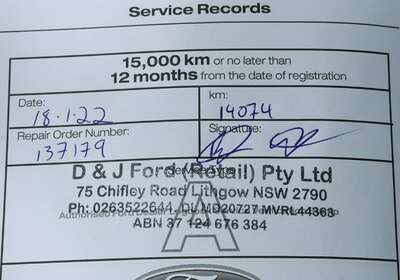 Service Records
15,000 km or no later than
12 months from the date of registration
Date:
18.1.22
km:
14074
Repair Order Number:
137179
Signature:
Service Type
D & J Ford (Retail) Pty Ltd
75 Chifley Road Lithgow NSW 2790
Ph: 0263522644, DL MD20727 MVRL44363
ABN 37 124 676 384
A